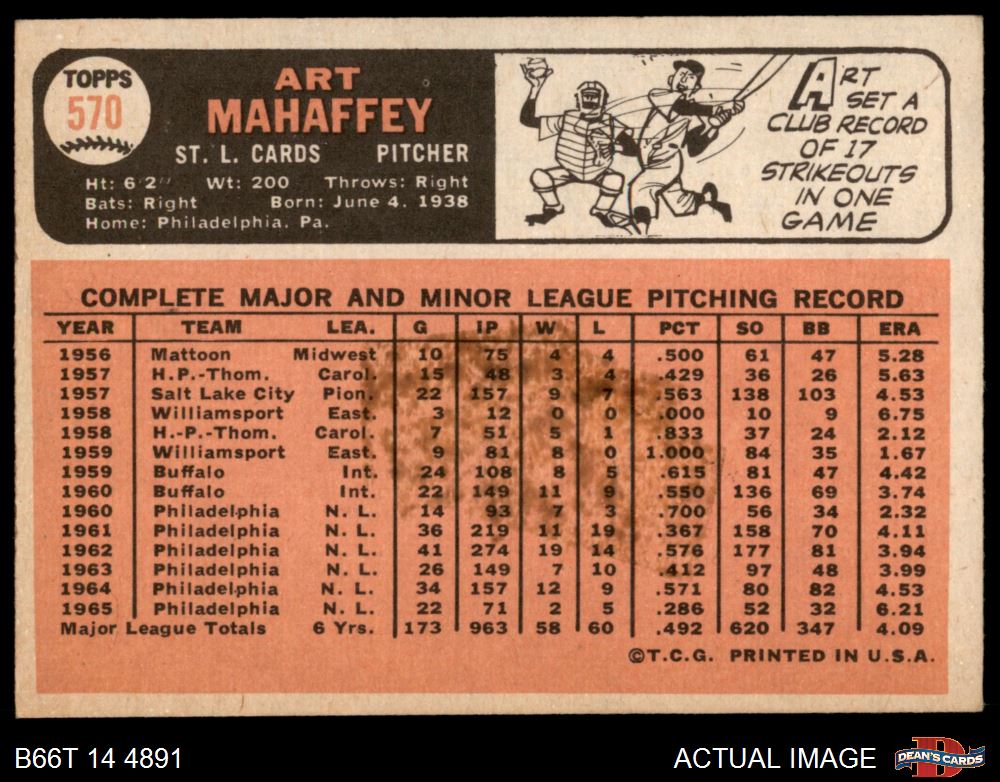 TOPPS
570
ART
MAHAFFEY
ST. L. CARDS PITCHER
Ht: 6'2" Wt: 200 Throws: Right
Bats: Right Born: June 4, 1938
Home: Philadelphia, Pa.
ART
SET A
CLUB RECORD
OF 17
STRIKEOUTS
IN ONE
GAME
COMPLETE MAJOR AND MINOR LEAGUE PITCHING RECORD
YEAR TEAM LEA. G IP W L PCT SO BB ERA
1956 Mattoon Midwest 10 75 4 4 .500 61 47 5.28
1957 H.P.-Thom. Carol. 15 48 3 4 .429 36 26 5.63
1957 Salt Lake City Pion. 22 157 9 7 .563 138 103 4.53
1958 Williamsport East. 3 12 0 0 .000 10 9 6.75
1958 H.-P.-Thom. Carol. 7 51 5 1 .833 37 24 2.12
1959 Williamsport East. 9 81 8 0 1.000 84 35 1.67
1959 Buffalo Int. 24 108 8 5 .615 81 47 4.42
1960 Buffalo Int. 22 149 11 9 .550 136 69 3.74
1960 Philadelphia N. L. 14 93 7 3 .700 56 34 2.32
1961 Philadelphia N. L. 36 219 11 19 .367 158 70 4.11
1962 Philadelphia N. L. 41 274 19 14 .576 177 81 3.94
1963 Philadelphia N. L. 26 149 7 10 .412 97 48 3.99
1964 Philadelphia N. L. 34 157 12 9 .571 80 82 4.53
1965 Philadelphia N. L. 22 71 2 5 .286 52 32 6.21
Major League Totals 6 Yrs. 173 963 58 60 .492 620 347 4.09
©T.C.G. PRINTED IN U.S.A.
B66T 14 4891 ACTUAL IMAGE DEAN'S CARDS